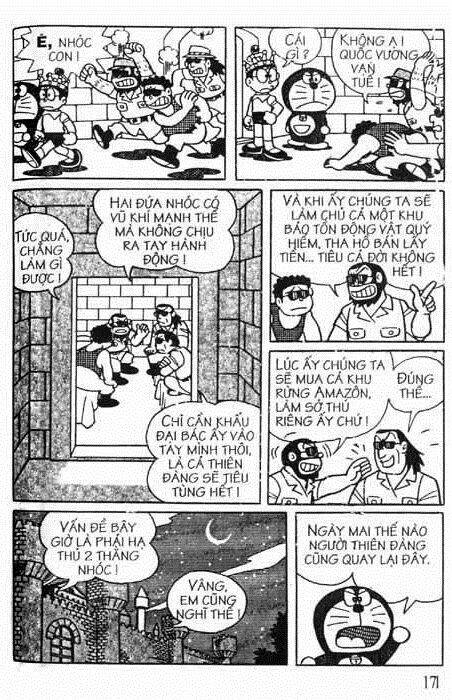 Ê, NHÓC
CON !
CÁI
GÌ ?
KHÔNG Ạ !
QUỐC VƯƠNG
VẠN
TUẾ !
TỨC QUÁ,
CHẲNG
LÀM GÌ
ĐƯỢC !
HAI ĐỨA NHÓC CÓ
VŨ KHÍ MẠNH THẾ
MÀ KHÔNG CHỊU
RA TAY HÀNH
ĐỘNG !
CHỈ CẦN KHẨU
ĐẠI BÁC ẤY VÀO
TAY MÌNH THÔI,
LÀ CẢ THIÊN
ĐÀNG SẼ TIÊU
TÙNG HẾT !
VÀ KHI ẤY CHÚNG TA SẼ
LÀM CHỦ CẢ MỘT KHU
BẢO TỒN ĐỘNG VẬT QUÝ
HIẾM, THA HỒ BÁN LẤY
TIỀN... TIÊU CẢ ĐỜI KHÔNG
HẾT !
LÚC ẤY CHÚNG TA
SẼ MUA CẢ KHU
RỪNG AMAZÔN,
LÀM SỞ THÚ
RIÊNG ẤY CHỨ !
ĐÚNG
THẾ...
VẤN ĐỀ BÂY
GIỜ LÀ PHẢI HẠ
THỦ 2 THẰNG
NHÓC !
VÂNG,
EM CŨNG
NGHĨ THẾ !
NGÀY MAI THẾ NÀO
NGƯỜI THIÊN ĐÀNG
CŨNG QUAY LẠI ĐÂY.
171